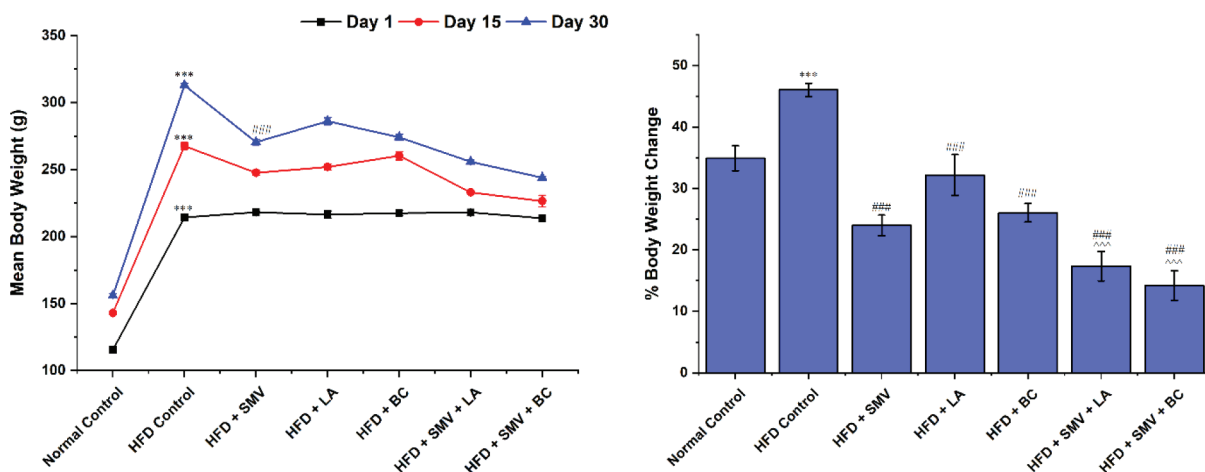 Day 1 Day 15 Day 30
Mean Body Weight (g)
350
300
250
200
150
100
***
***
***
###
Normal Control
HFD Control
HFD + SMV
HFD + LA
HFD + BC
HFD + SMV + LA
HFD + SMV + BC
% Body Weight Change
50
40
30
20
10
0
***
###
###
###
###
^^^
###
^^^
Normal Control
HFD Control
HFD + SMV
HFD + LA
HFD + BC
HFD + SMV + LA
HFD + SMV + BC